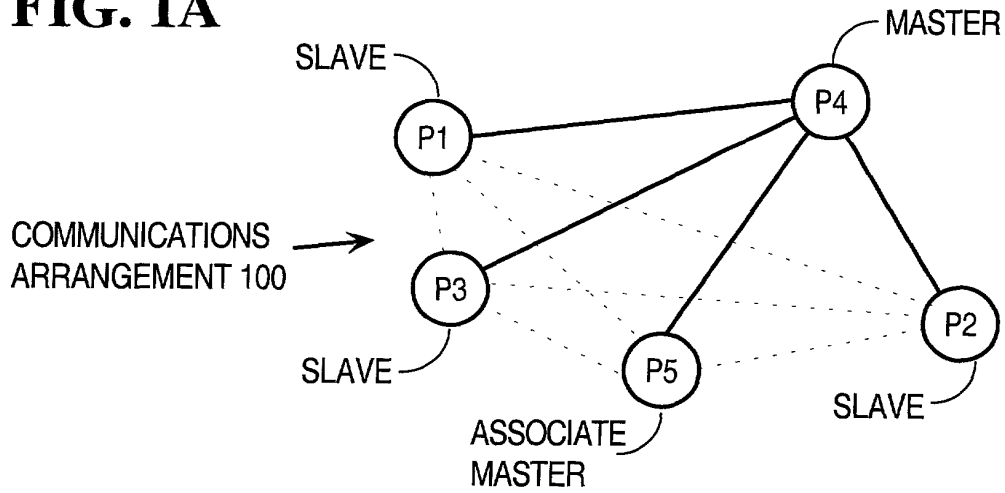 FIG. 1A
MASTER
SLAVE
P4
P1
COMMUNICATIONS
ARRANGEMENT 100
P3
P2
SLAVE
P5
SLAVE
ASSOCIATE
MASTER